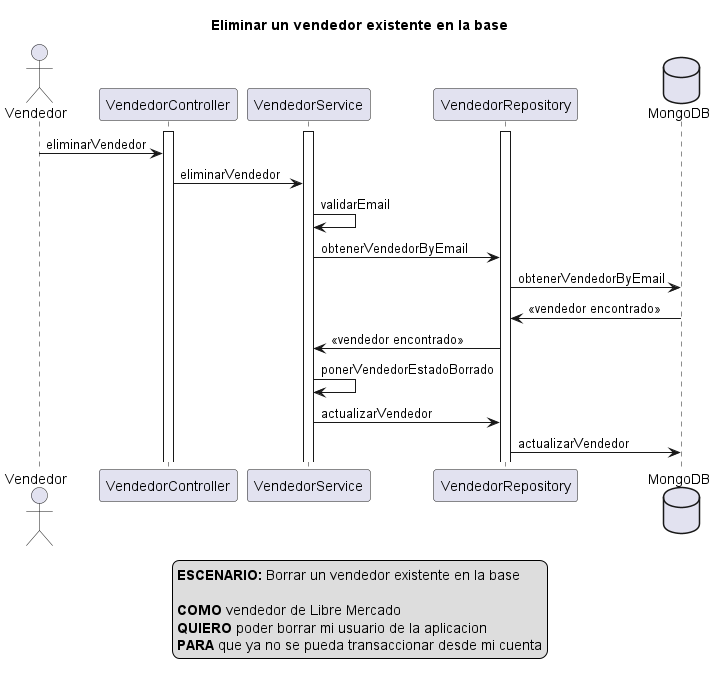 Eliminar un vendedor existente en la base
Vendedor
VendedorController
VendedorService
VendedorRepository
MongoDB
eliminarVendedor
eliminarVendedor
validarEmail
obtenerVendedorByEmail
obtenerVendedorByEmail
«vendedor encontrado»
«vendedor encontrado»
ponerVendedorEstadoBorrado
actualizarVendedor
actualizarVendedor
Vendedor
VendedorController
VendedorService
VendedorRepository
MongoDB
ESCENARIO: Borrar un vendedor existente en la base
COMO vendedor de Libre Mercado
QUIERO poder borrar mi usuario de la aplicacion
PARA que ya no se pueda transaccionar desde mi cuenta